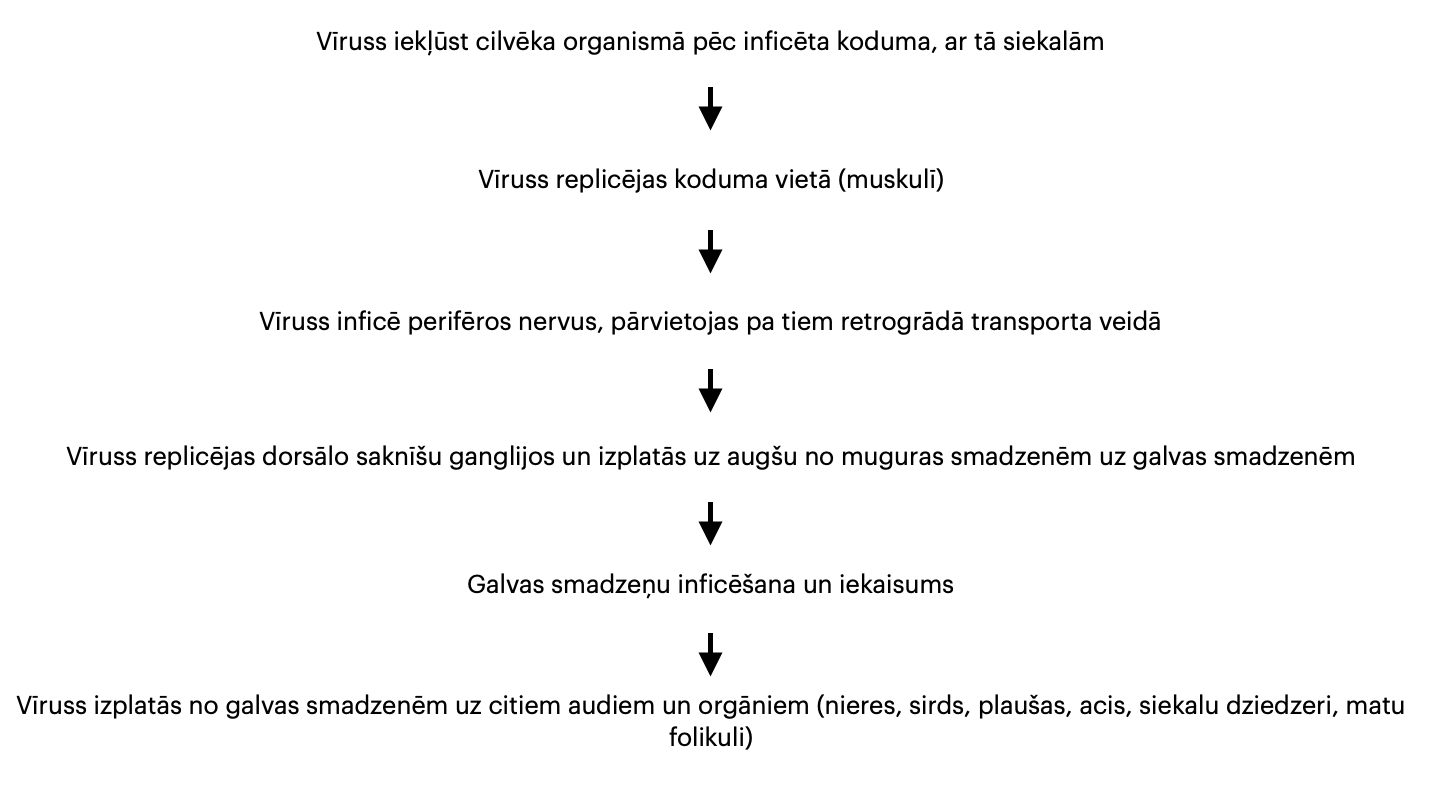 Vīruss iekļūst cilvēka organismā pēc inficēta koduma, ar tā siekalām
Vīruss replicējas koduma vietā (muskulī)
Vīruss inficē perifēros nervus, pārvietojas pa tiem retrogrādā transporta veidā
Vīruss replicējas dorsālo saknīšu ganglijos un izplatās uz augšu no muguras smadzenēm uz galvas smadzenēm
Galvas smadzeņu inficēšana un iekaisums
Vīruss izplatās no galvas smadzenēm uz citiem audiem un orgāniem (nieres, sirds, plaušas, acis, siekalu dziedzeri, matu
folikuli)